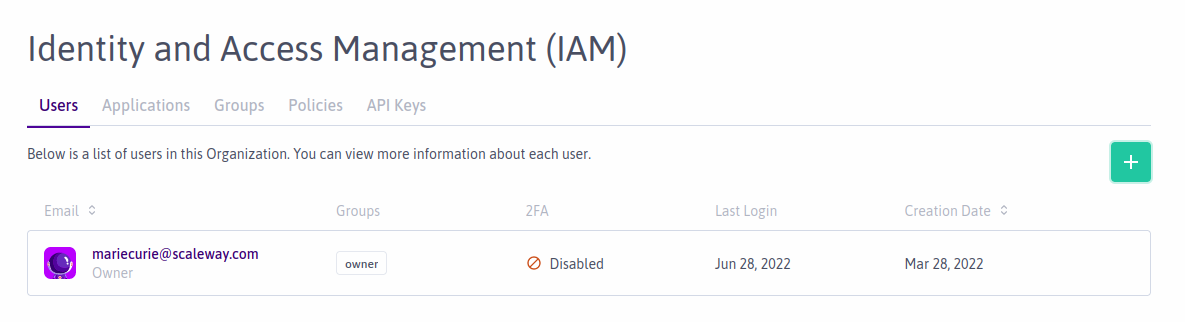 Identity and Access Management (IAM)
Users Applications Groups Policies API Keys
Below is a list of users in this Organization. You can view more information about each user.
Email Groups 2FA Last Login Creation Date
mariecurie@scaleway.com
Owner
owner Disabled Jun 28, 2022 Mar 28, 2022